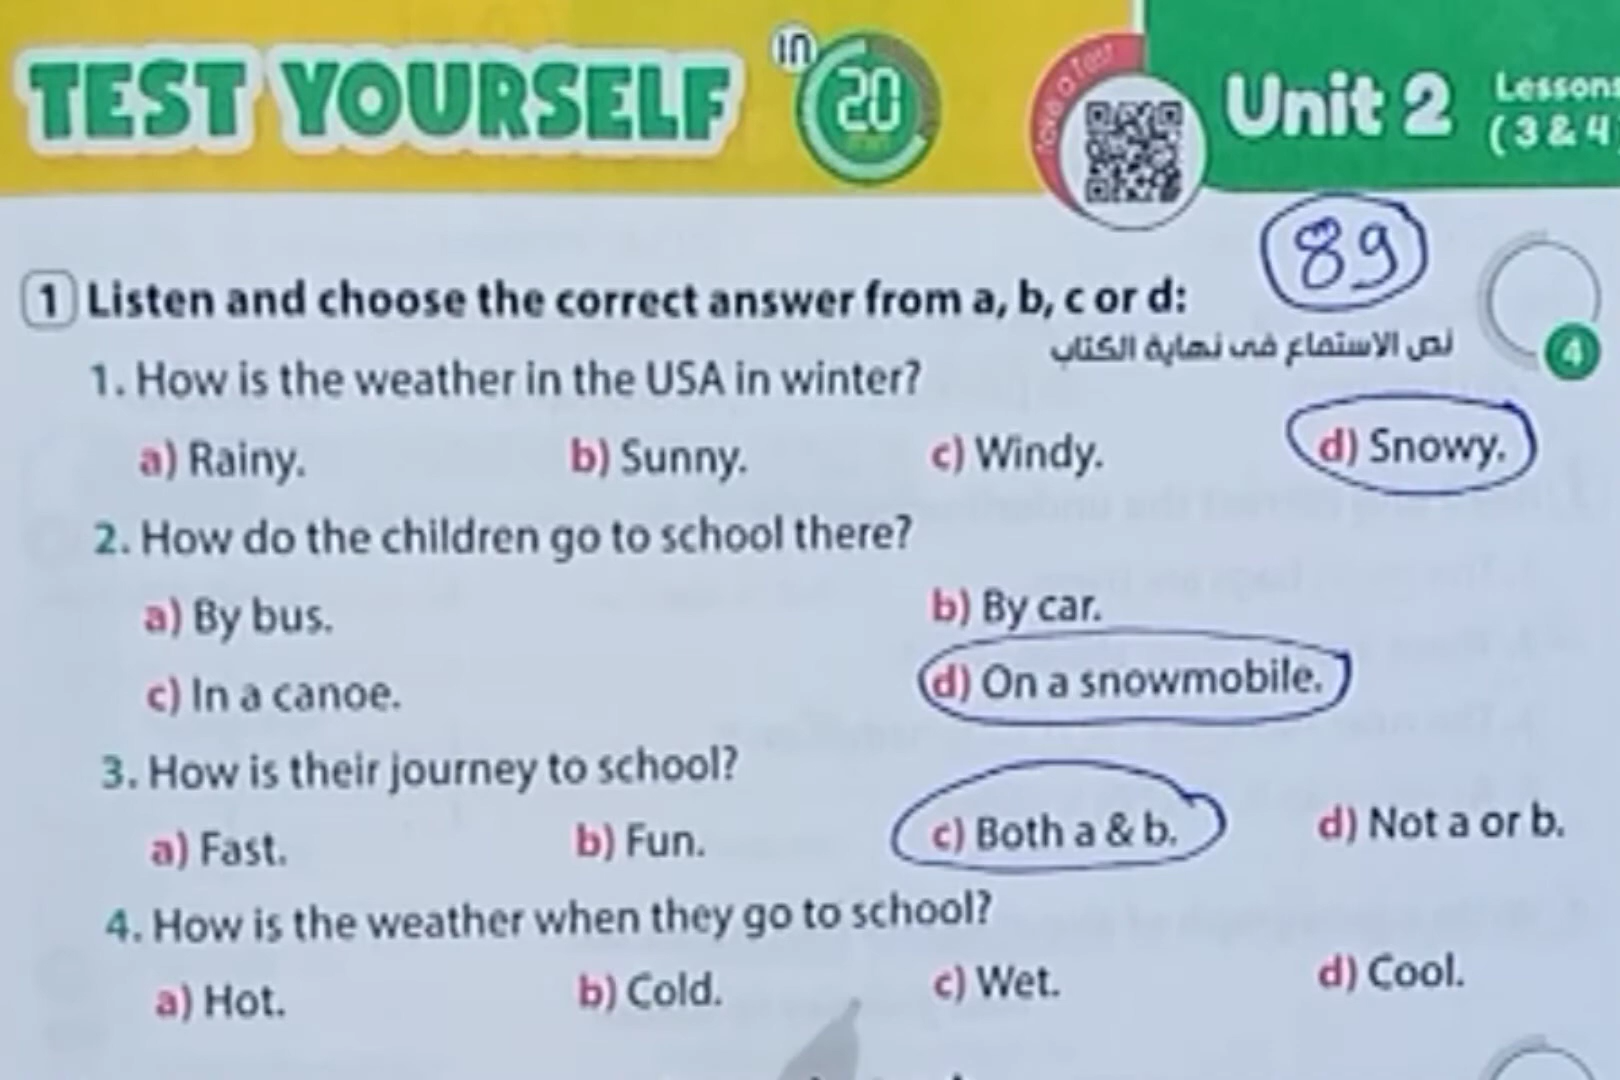 TEST YOURSELF in 20 min Unit 2 Lessons
(3 & 4
89
1 Listen and choose the correct answer from a, b, c or d:
نص الاستماع فى نهاية الكتاب
4
1. How is the weather in the USA in winter?
a) Rainy. b) Sunny. c) Windy. d) Snowy.
2. How do the children go to school there?
a) By bus. b) By car.
c) In a canoe. d) On a snowmobile.
3. How is their journey to school?
a) Fast. b) Fun. c) Both a & b. d) Not a or b.
4. How is the weather when they go to school?
a) Hot. b) Cold. c) Wet. d) Cool.